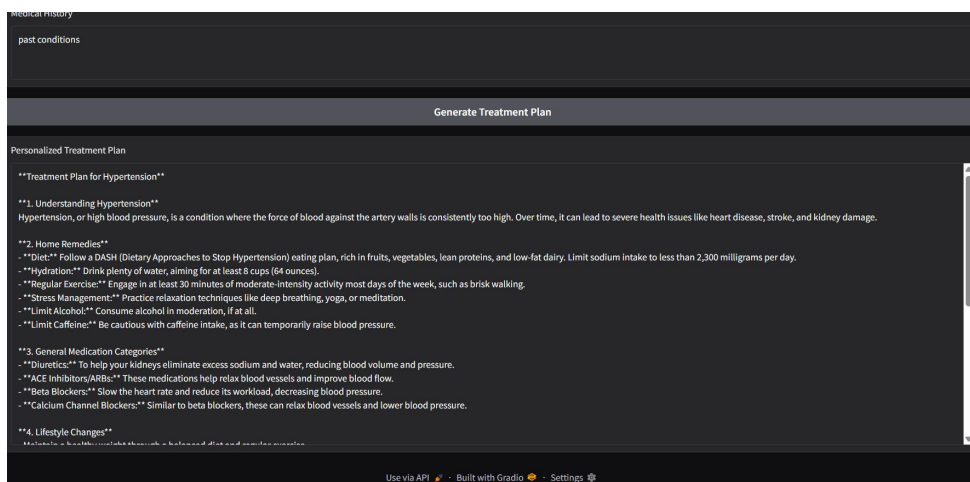 Medical History
past conditions
Generate Treatment Plan
Personalized Treatment Plan
**Treatment Plan for Hypertension**
**1. Understanding Hypertension**
Hypertension, or high blood pressure, is a condition where the force of blood against the artery walls is consistently too high. Over time, it can lead to severe health issues like heart disease, stroke, and kidney damage.
**2. Home Remedies**
- **Diet:** Follow a DASH (Dietary Approaches to Stop Hypertension) eating plan, rich in fruits, vegetables, lean proteins, and low-fat dairy. Limit sodium intake to less than 2,300 milligrams per day.
- **Hydration:** Drink plenty of water, aiming for at least 8 cups (64 ounces).
- **Regular Exercise:** Engage in at least 30 minutes of moderate-intensity activity most days of the week, such as brisk walking.
- **Stress Management:** Practice relaxation techniques like deep breathing, yoga, or meditation.
- **Limit Alcohol:** Consume alcohol in moderation, if at all.
- **Limit Caffeine:** Be cautious with caffeine intake, as it can temporarily raise blood pressure.
**3. General Medication Categories**
- **Diuretics:** To help your kidneys eliminate excess sodium and water, reducing blood volume and pressure.
- **ACE Inhibitors/ARBs:** These medications help relax blood vessels and improve blood flow.
- **Beta Blockers:** Slow the heart rate and reduce its workload, decreasing blood pressure.
- **Calcium Channel Blockers:** Similar to beta blockers, these can relax blood vessels and lower blood pressure.
**4. Lifestyle Changes**
- Maintain a healthy weight through a balanced diet and regular exercise.
Use via API · Built with Gradio · Settings